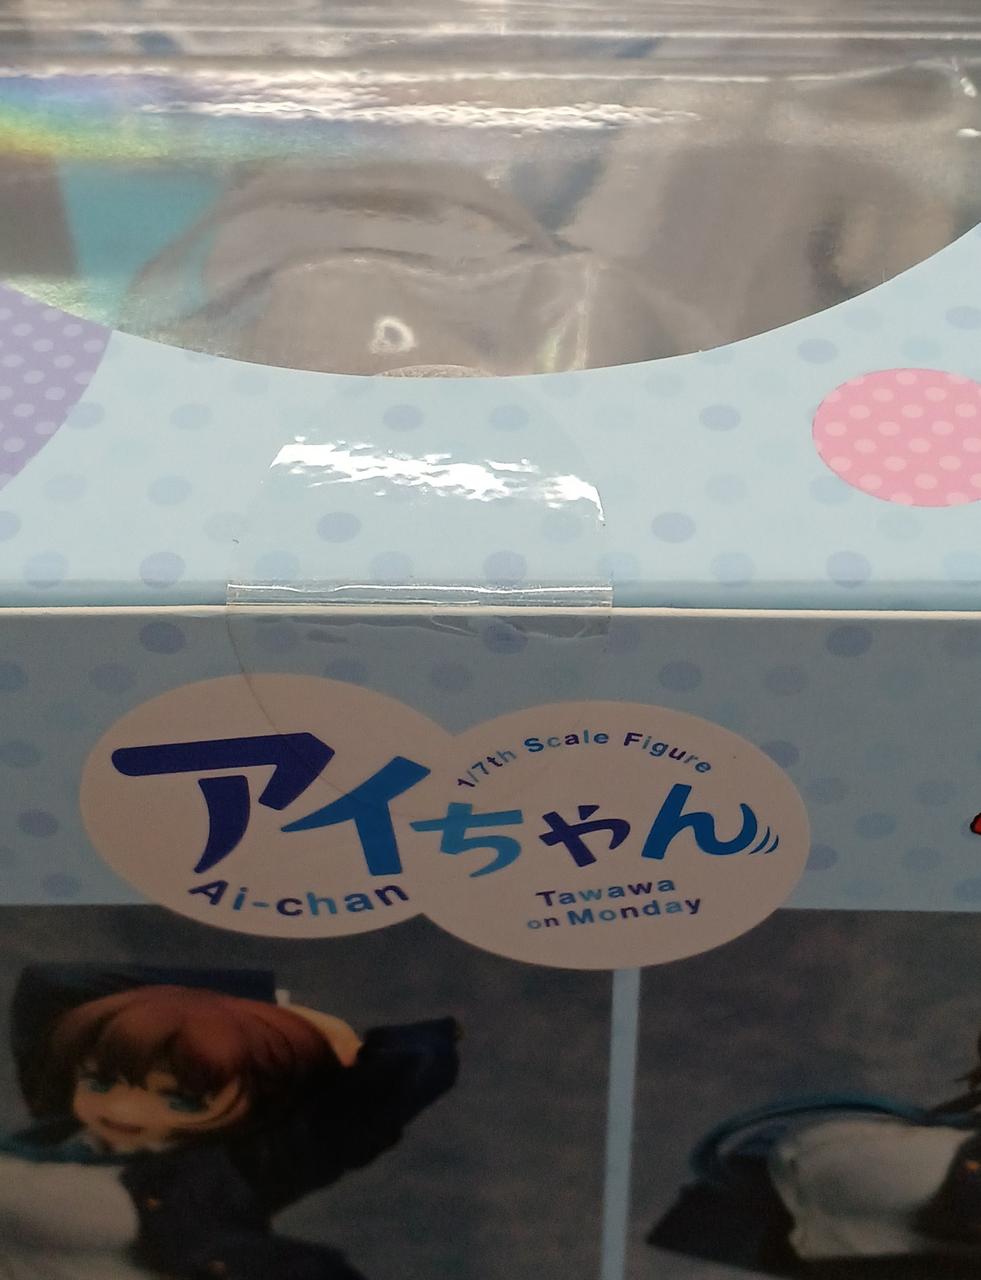 アイちゃん
Ai-chan
1/7th Scale Figure
Tawawa
on Monday